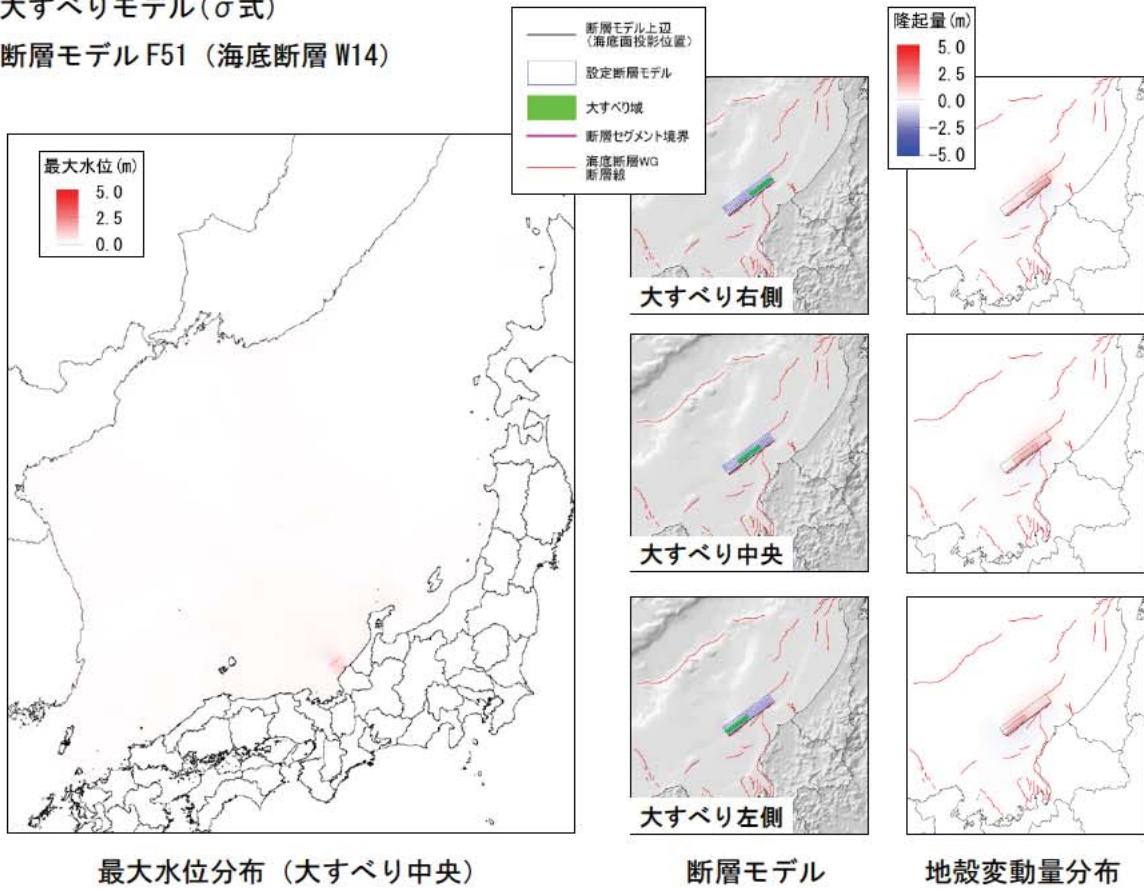 大すべりモデル(σ式)
断層モデル F51（海底断層 W14）
最大水位(m)
5.0
2.5
0.0
断層モデル上辺
（海底面投影位置）
設定断層モデル
大すべり域
断層セグメント境界
海底断層WG
断層線
隆起量(m)
5.0
2.5
0.0
-2.5
-5.0
大すべり右側
大すべり中央
大すべり左側
最大水位分布（大すべり中央）
断層モデル
地殻変動量分布